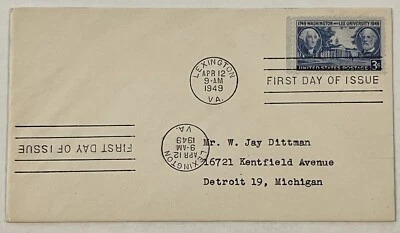 1749-WASHINGTON AND LEE UNIVERSITY-1949
UNITED STATES POSTAGE 3¢
LEXINGTON
APR 12
9-AM
1949
VA.
FIRST DAY OF ISSUE
FIRST DAY OF ISSUE
LEXINGTON
APR 12
9-AM
1949
VA.
Mr. W. Jay Dittman
16721 Kentfield Avenue
Detroit 19, Michigan